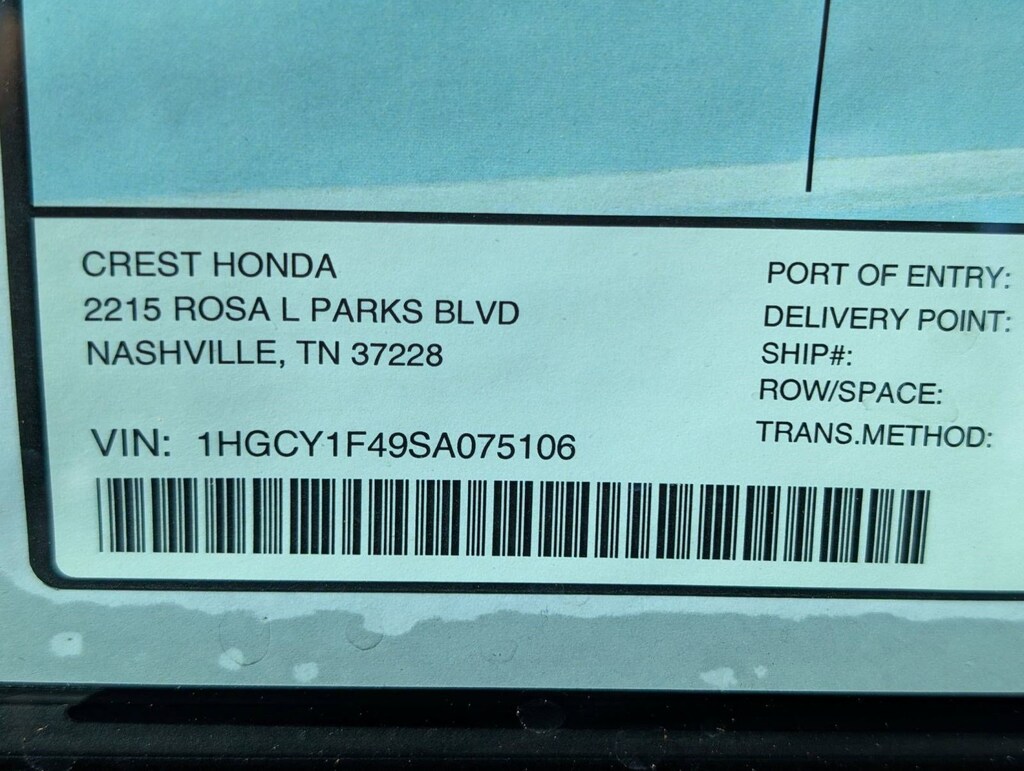 CREST HONDA
2215 ROSA L PARKS BLVD
NASHVILLE, TN 37228
VIN: 1HGCY1F49SA075106
PORT OF ENTRY:
DELIVERY POINT:
SHIP#:
ROW/SPACE:
TRANS.METHOD: